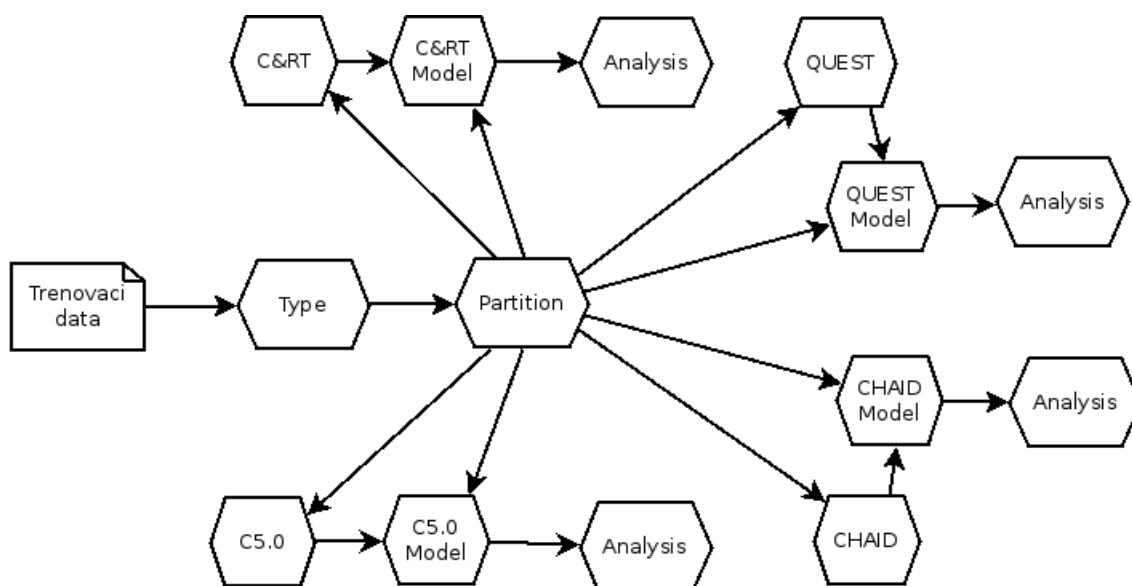 C&RT
C&RT
Model
Analysis
QUEST
QUEST
Model
Analysis
Trenovaci
data
Type
Partition
CHAID
Model
Analysis
C5.0
C5.0
Model
Analysis
CHAID